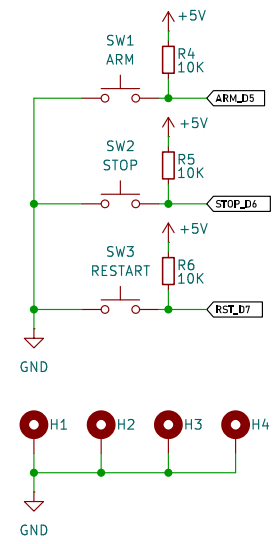 +5V
SW1
ARM
R4
10K
ARM_D5
+5V
SW2
STOP
R5
10K
STOP_D6
+5V
SW3
RESTART
R6
10K
RST_D7
GND
H1 H2 H3 H4
GND